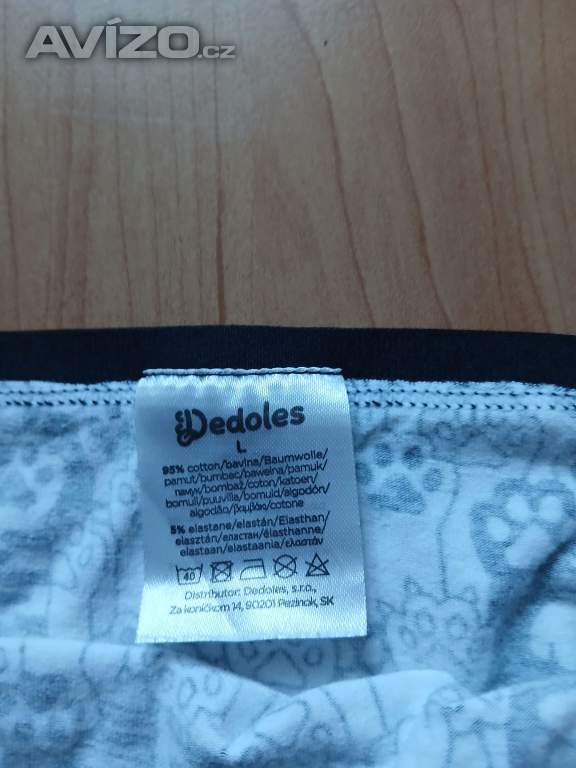 AVÍZO.cz
Dedoles
L
95% cotton/bavlna/Baumwolle/
pamut/bumbac/bawełna/pamuk/
памук/bombaž/coton/katoen/
bomull/puuvilla/bomuld/algodón/
algodão/βαμβάκι/cotone
5% elastane/elastán/Elasthan/
elasztán/еластан/élasthanne/
elastaan/elastaania/ελαστάν
40
Distributor: Dedoles, s.r.o.,
Za koníčkom 14, 90201 Pezinok, SK